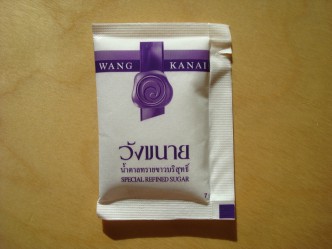 WANG KANAI
วังขนาย
น้ำตาลทรายขาวบริสุทธิ์
SPECIAL REFINED SUGAR